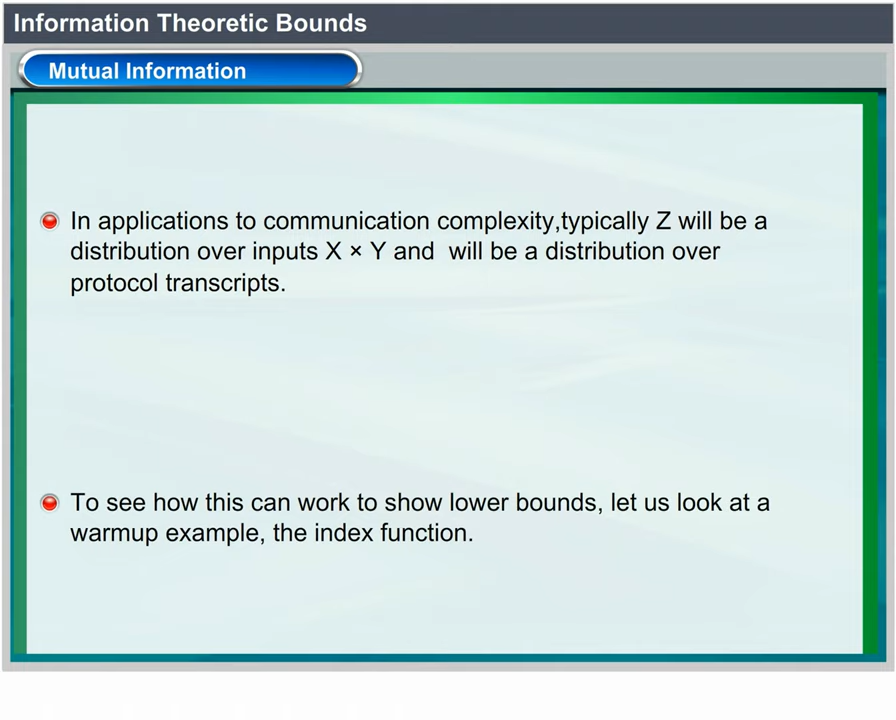 Information Theoretic Bounds
Mutual Information
In applications to communication complexity,typically Z will be a
distribution over inputs X × Y and  will be a distribution over
protocol transcripts.
To see how this can work to show lower bounds, let us look at a
warmup example, the index function.